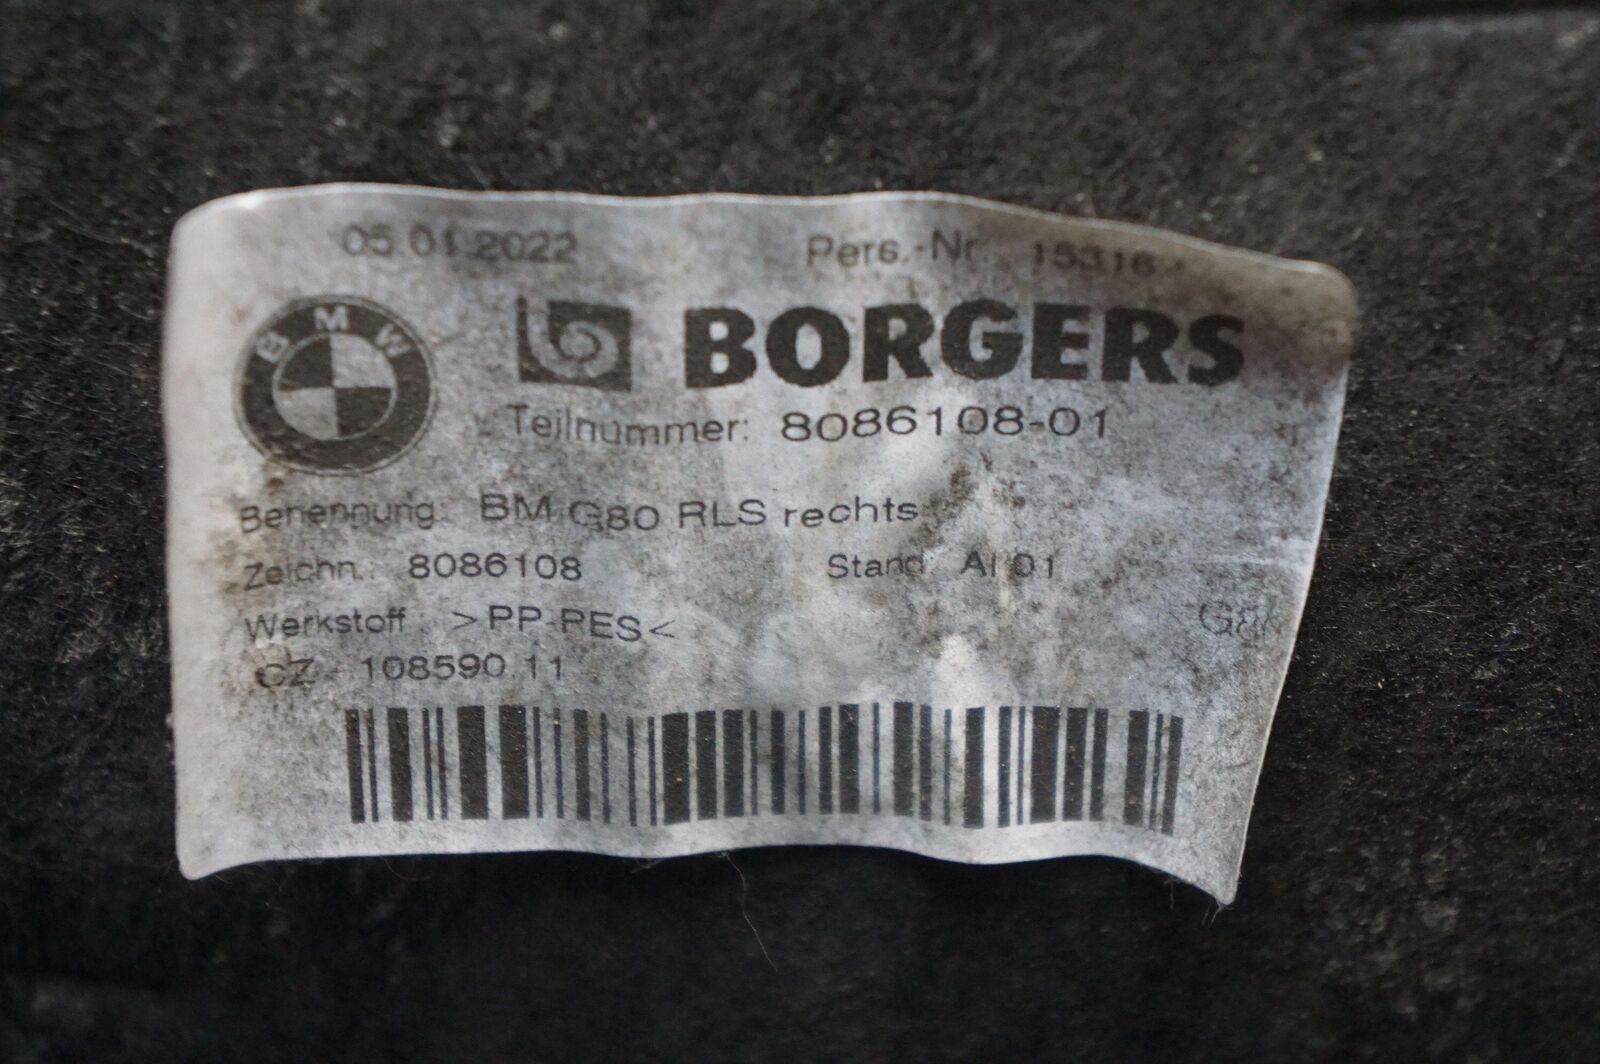 05.01.2022 Pers.-Nr. 15316
BMW
BORGERS
Teilnummer: 8086108-01
Benennung: BM G80 RLS rechts
Zeichn.: 8086108 Stand: AI 01
Werkstoff: >PP-PES<
CZ - 108590.11